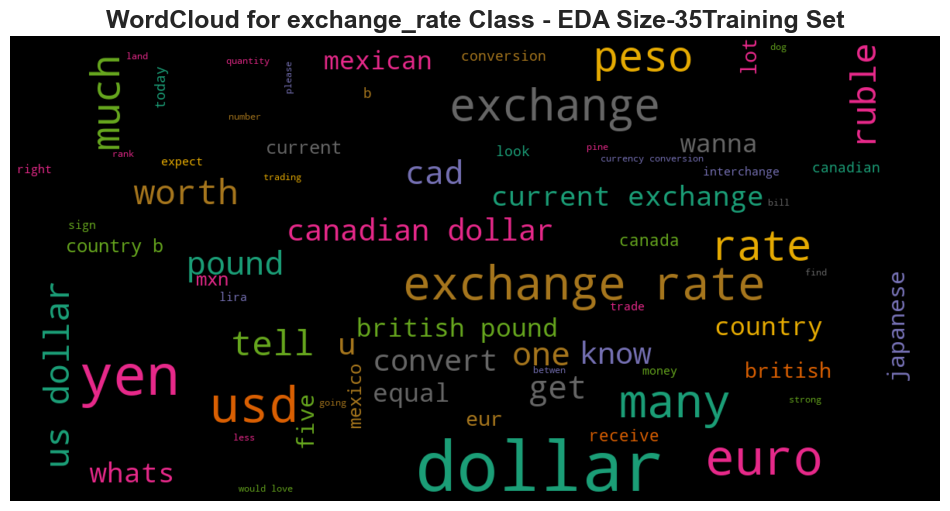 WordCloud for exchange_rate Class - EDA Size-35Training Set
land
quantity
mexican
conversion
peso
lot
dog
much
today
please
b
exchange
ruble
number
current
look
pine
wanna
right
rank
expect
trading
cad
currency conversion
interchange
canadian
worth
current exchange
bill
sign
country b
canadian dollar
canada
rate
pound
mxn
lira
exchange rate
trade
find
japanese
us dollar
tell
u
british pound
country
yen
convert
one
know
betwen
money
british
usd
five
going
mexico
equal
get
many
strong
eur
receive
less
whats
would love
dollar
euro